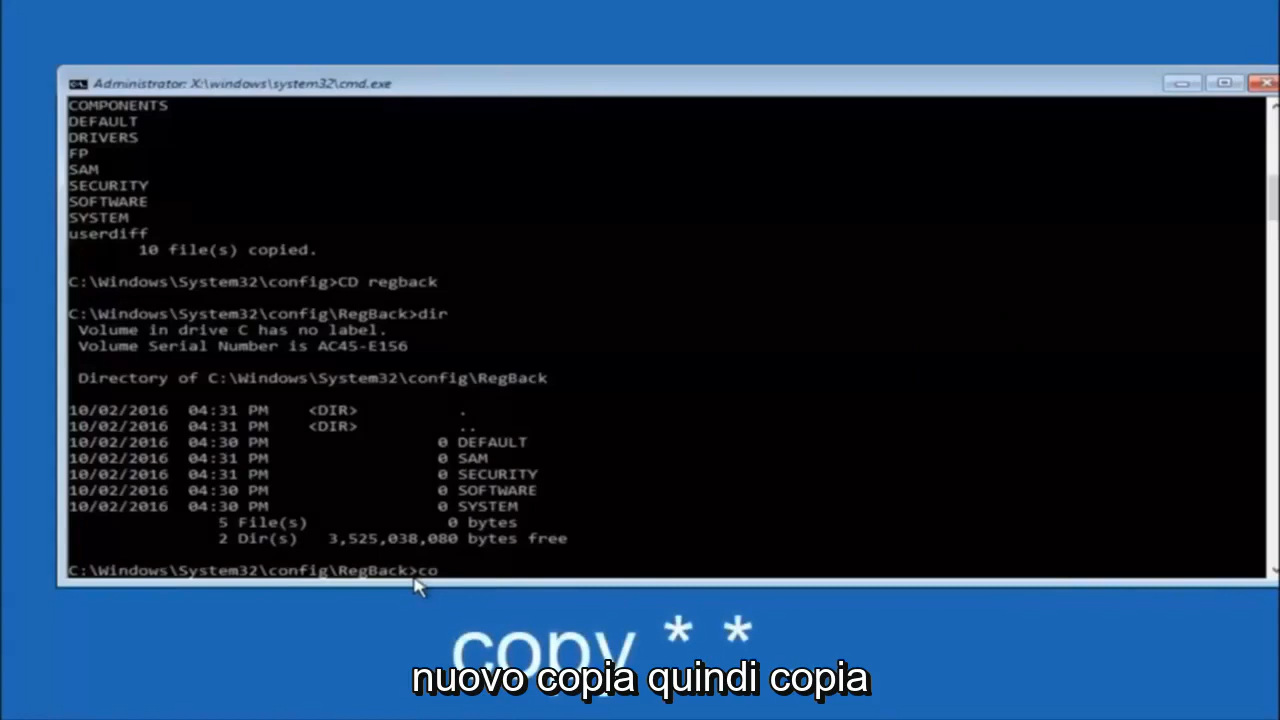 Administrator: X:\windows\system32\cmd.exe
COMPONENTS
DEFAULT
DRIVERS
FP
SAM
SECURITY
SOFTWARE
SYSTEM
userdiff
10 file(s) copied.
C:\Windows\System32\config>CD regback
C:\Windows\System32\config\RegBack>dir
Volume in drive C has no label.
Volume Serial Number is AC45-E156
Directory of C:\Windows\System32\config\RegBack
10/02/2016 04:31 PM <DIR> .
10/02/2016 04:31 PM <DIR> ..
10/02/2016 04:30 PM 0 DEFAULT
10/02/2016 04:31 PM 0 SAM
10/02/2016 04:31 PM 0 SECURITY
10/02/2016 04:30 PM 0 SOFTWARE
10/02/2016 04:30 PM 0 SYSTEM
5 File(s) 0 bytes
2 Dir(s) 3,525,038,080 bytes free
C:\Windows\System32\config\RegBack>co
copy * *
nuovo copia quindi copia